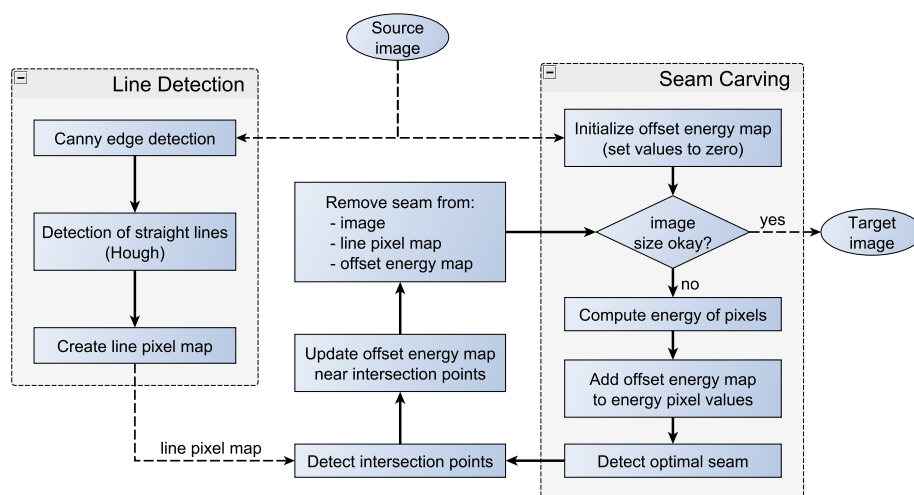 Source
image
Line Detection
Canny edge detection
Detection of straight lines
(Hough)
Create line pixel map
line pixel map
Remove seam from:
- image
- line pixel map
- offset energy map
Update offset energy map
near intersection points
Detect intersection points
Seam Carving
Initialize offset energy map
(set values to zero)
image
size okay?
yes
Target
image
no
Compute energy of pixels
Add offset energy map
to energy pixel values
Detect optimal seam